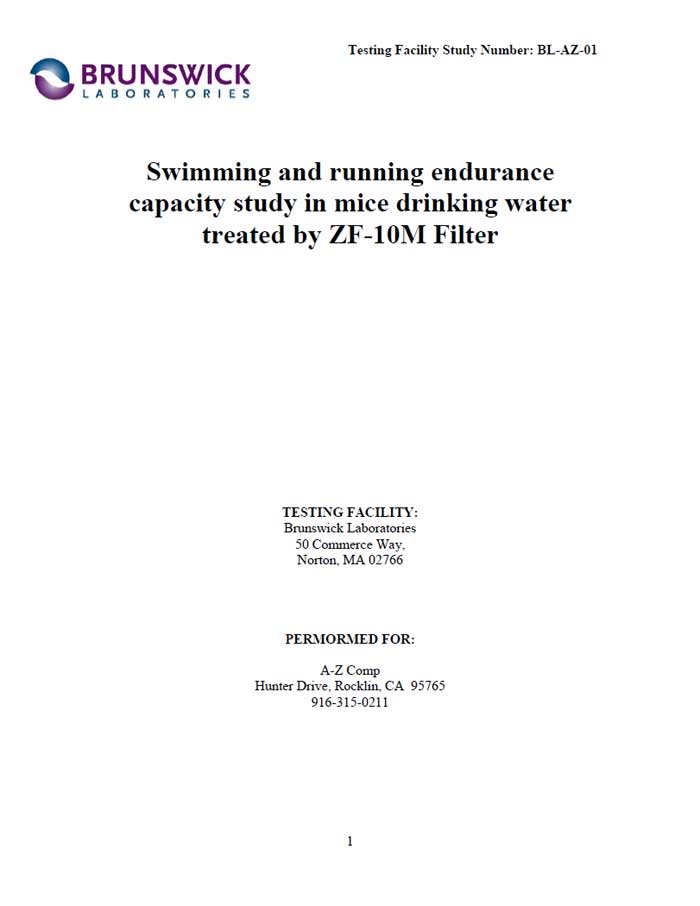 Testing Facility Study Number: BL-AZ-01
BRUNSWICK
LABORATORIES
Swimming and running endurance
capacity study in mice drinking water
treated by ZF-10M Filter
TESTING FACILITY:
Brunswick Laboratories
50 Commerce Way,
Norton, MA 02766
PERMORMED FOR:
A-Z Comp
Hunter Drive, Rocklin, CA  95765
916-315-0211
1